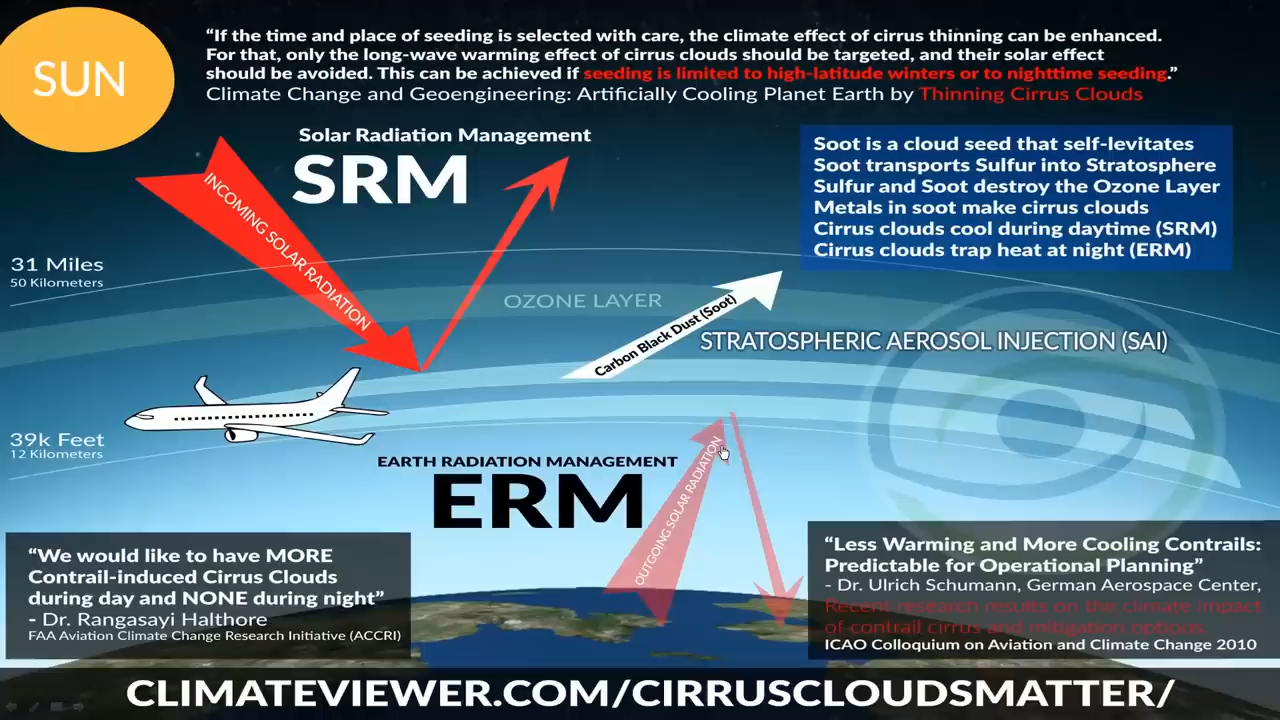 SUN
“If the time and place of seeding is selected with care, the climate effect of cirrus thinning can be enhanced.
For that, only the long-wave warming effect of cirrus clouds should be targeted, and their solar effect
should be avoided. This can be achieved if seeding is limited to high-latitude winters or to nighttime seeding.”
Climate Change and Geoengineering: Artificially Cooling Planet Earth by Thinning Cirrus Clouds
Solar Radiation Management
SRM
INCOMING SOLAR RADIATION
Soot is a cloud seed that self-levitates
Soot transports Sulfur into Stratosphere
Sulfur and Soot destroy the Ozone Layer
Metals in soot make cirrus clouds
Cirrus clouds cool during daytime (SRM)
Cirrus clouds trap heat at night (ERM)
31 Miles
50 Kilometers
OZONE LAYER
Carbon Black Dust (Soot)
STRATOSPHERIC AEROSOL INJECTION (SAI)
39k Feet
12 Kilometers
EARTH RADIATION MANAGEMENT
ERM
OUTGOING SOLAR RADIATION
“We would like to have MORE
Contrail-induced Cirrus Clouds
during day and NONE during night”
- Dr. Rangasayi Halthore
FAA Aviation Climate Change Research Initiative (ACCRI)
“Less Warming and More Cooling Contrails:
Predictable for Operational Planning”
- Dr. Ulrich Schumann, German Aerospace Center,
Recent research results on the climate impact
of contrail cirrus and mitigation options.
ICAO Colloquium on Aviation and Climate Change 2010
CLIMATEVIEWER.COM/CIRRUSCLOUDSMATTER/